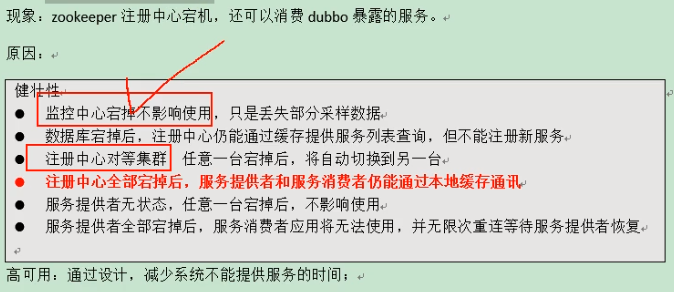 现象：zookeeper 注册中心宕机，还可以消费 dubbo 暴露的服务。
原因：
健壮性
● 监控中心宕掉不影响使用，只是丢失部分采样数据
● 数据库宕掉后，注册中心仍能通过缓存提供服务列表查询，但不能注册新服务
● 注册中心对等集群 任意一台宕掉后，将自动切换到另一台
● 注册中心全部宕掉后，服务提供者和服务消费者仍能通过本地缓存通讯
● 服务提供者无状态，任意一台宕掉后，不影响使用
● 服务提供者全部宕掉后，服务消费者应用将无法使用，并无限次重连等待服务提供者恢复
高可用：通过设计，减少系统不能提供服务的时间；